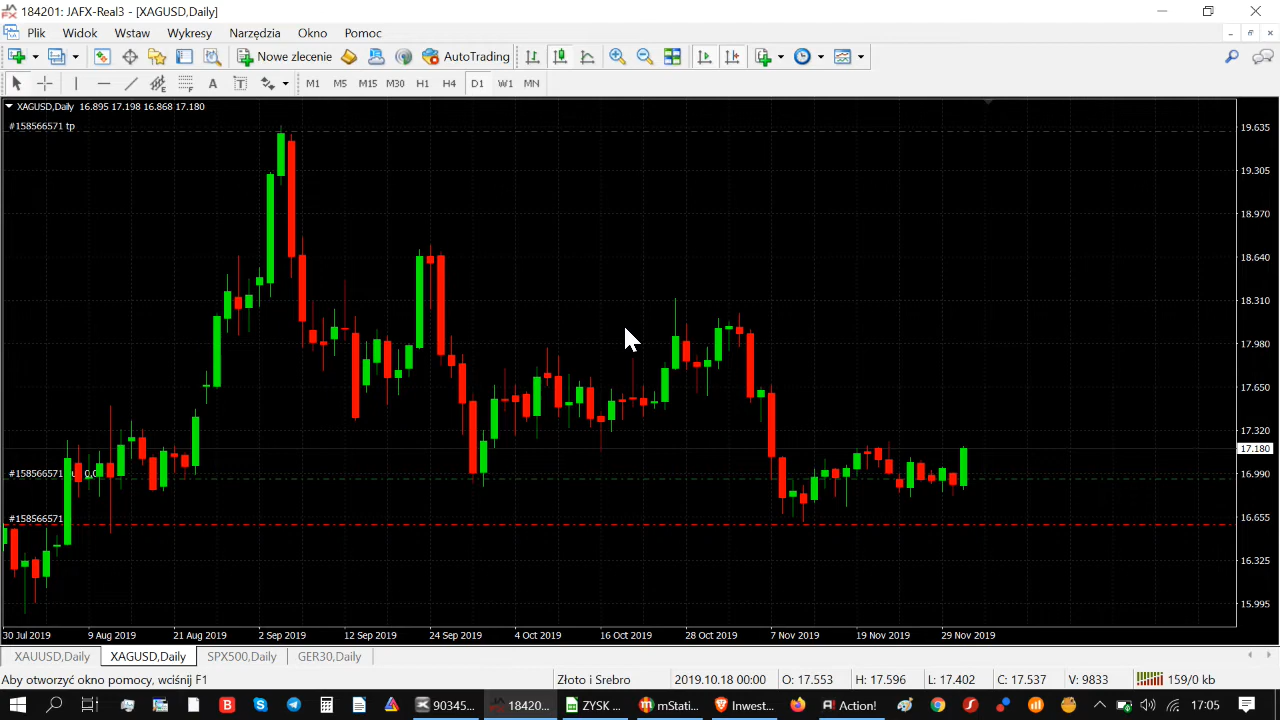 184201: JAFX-Real3 - [XAGUSD,Daily]
Plik Widok Wstaw Wykresy Narzędzia Okno Pomoc
Nowe zlecenie AutoTrading
A T M1 M5 M15 M30 H1 H4 D1 W1 MN
XAGUSD,Daily 16.895 17.198 16.868 17.180
#158566571 tp
19.635
19.305
18.970
18.640
18.310
17.980
17.650
17.320
17.180
#158566571
16.990
#158566571
16.655
16.325
15.995
30 Jul 2019 9 Aug 2019 21 Aug 2019 2 Sep 2019 12 Sep 2019 24 Sep 2019 4 Oct 2019 16 Oct 2019 28 Oct 2019 7 Nov 2019 19 Nov 2019 29 Nov 2019
XAUUSD,Daily XAGUSD,Daily SPX500,Daily GER30,Daily
Aby otworzyć okno pomocy, wciśnij F1 Złoto i Srebro 2019.10.18 00:00 O: 17.553 H: 17.596 L: 17.402 C: 17.537 V: 9833 159/0 kb
90345... 18420... ZYSK ... mStati... Invest... Action! 17:05